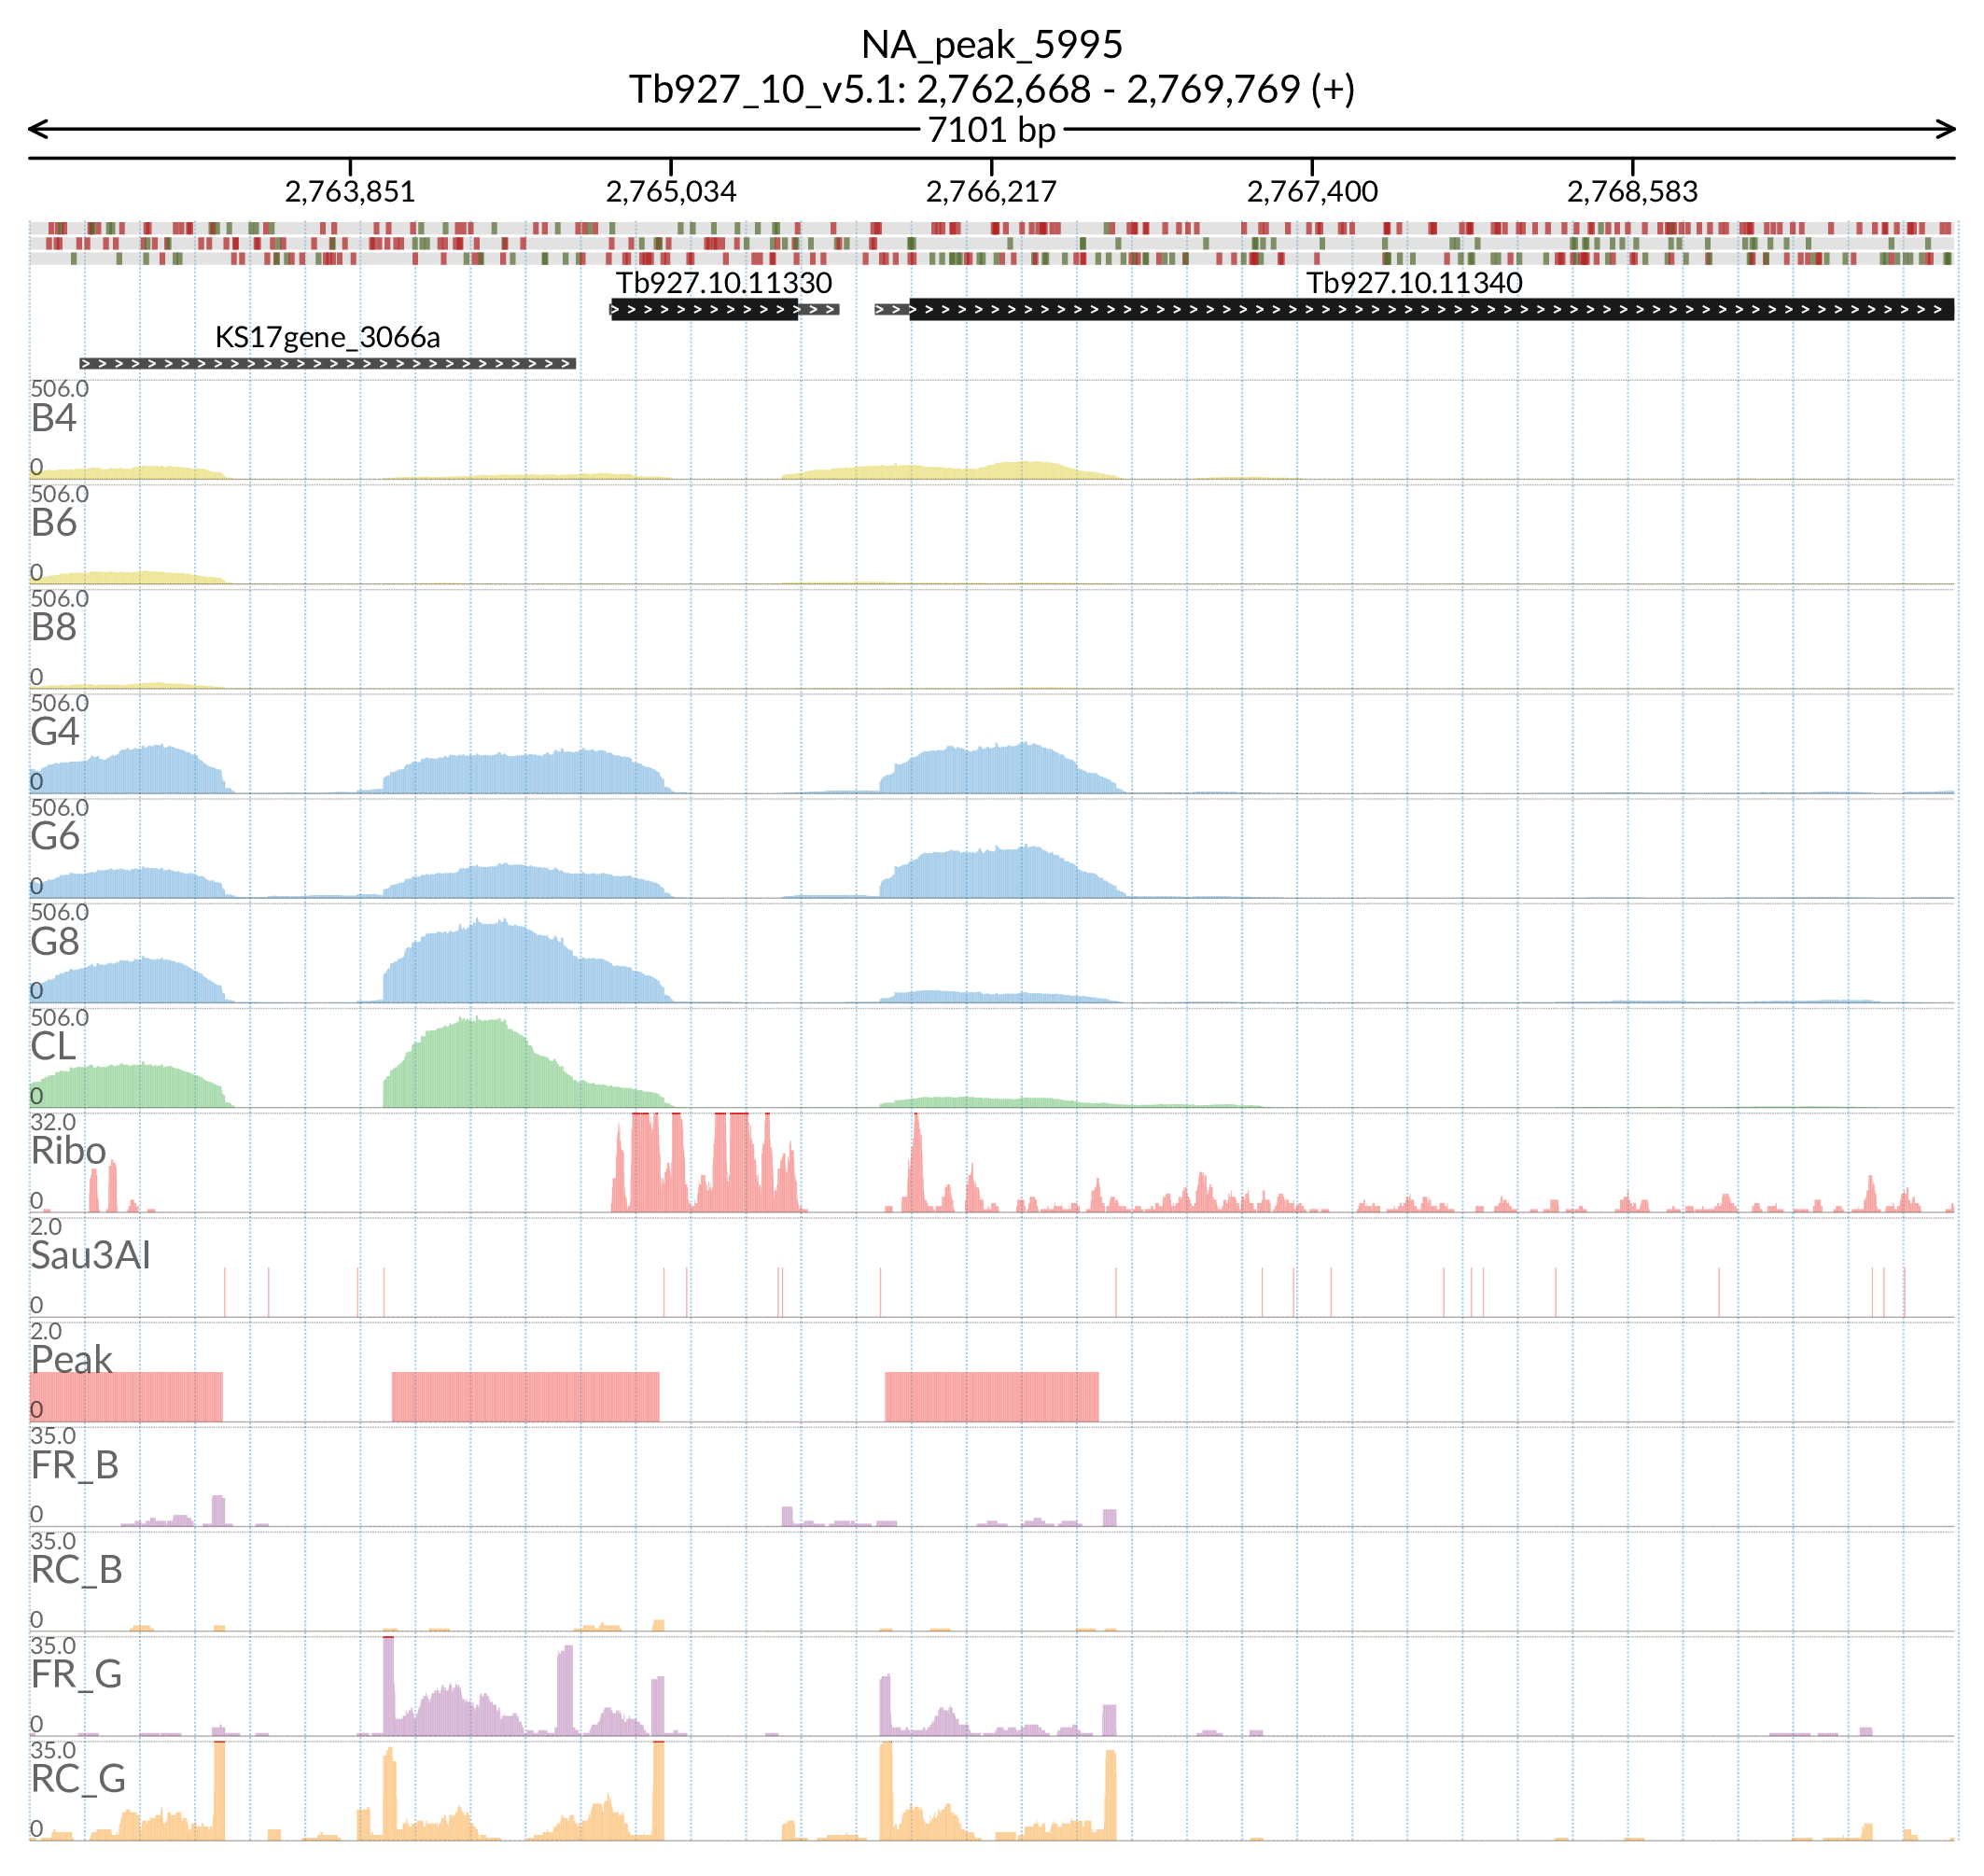 NA_peak_5995
Tb927_10_v5.1: 2,762,668 - 2,769,769 (+)
7101 bp
2,763,851 2,765,034 2,766,217 2,767,400 2,768,583
Tb927.10.11330 Tb927.10.11340
KS17gene_3066a
506.0
B4
0
506.0
B6
0
506.0
B8
0
506.0
G4
0
506.0
G6
0
506.0
G8
0
506.0
CL
0
32.0
Ribo
0
2.0
Sau3AI
0
2.0
Peak
0
35.0
FR_B
0
35.0
RC_B
0
35.0
FR_G
0
35.0
RC_G
0